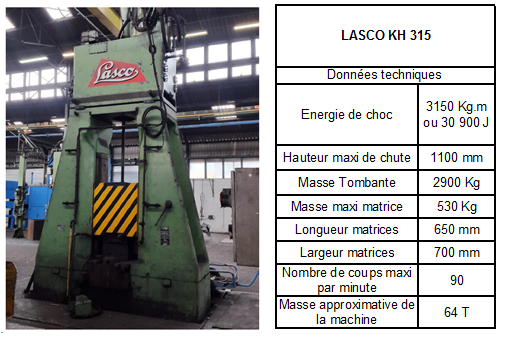 Lasco
LASCO KH 315
Données techniques
Energie de choc
3150 Kg.m
ou 30 900 J
Hauteur maxi de chute
1100 mm
Masse Tombante
2900 Kg
Masse maxi matrice
530 Kg
Longueur matrices
650 mm
Largeur matrices
700 mm
Nombre de coups maxi
par minute
90
Masse approximative de
la machine
64 T